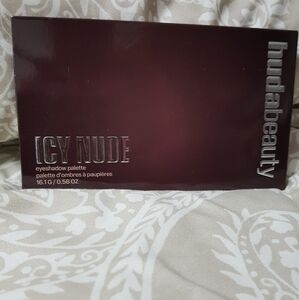 hudabeauty
ICY NUDE
eyeshadow palette
palette d'ombres à paupières
16.1 G / 0.56 OZ